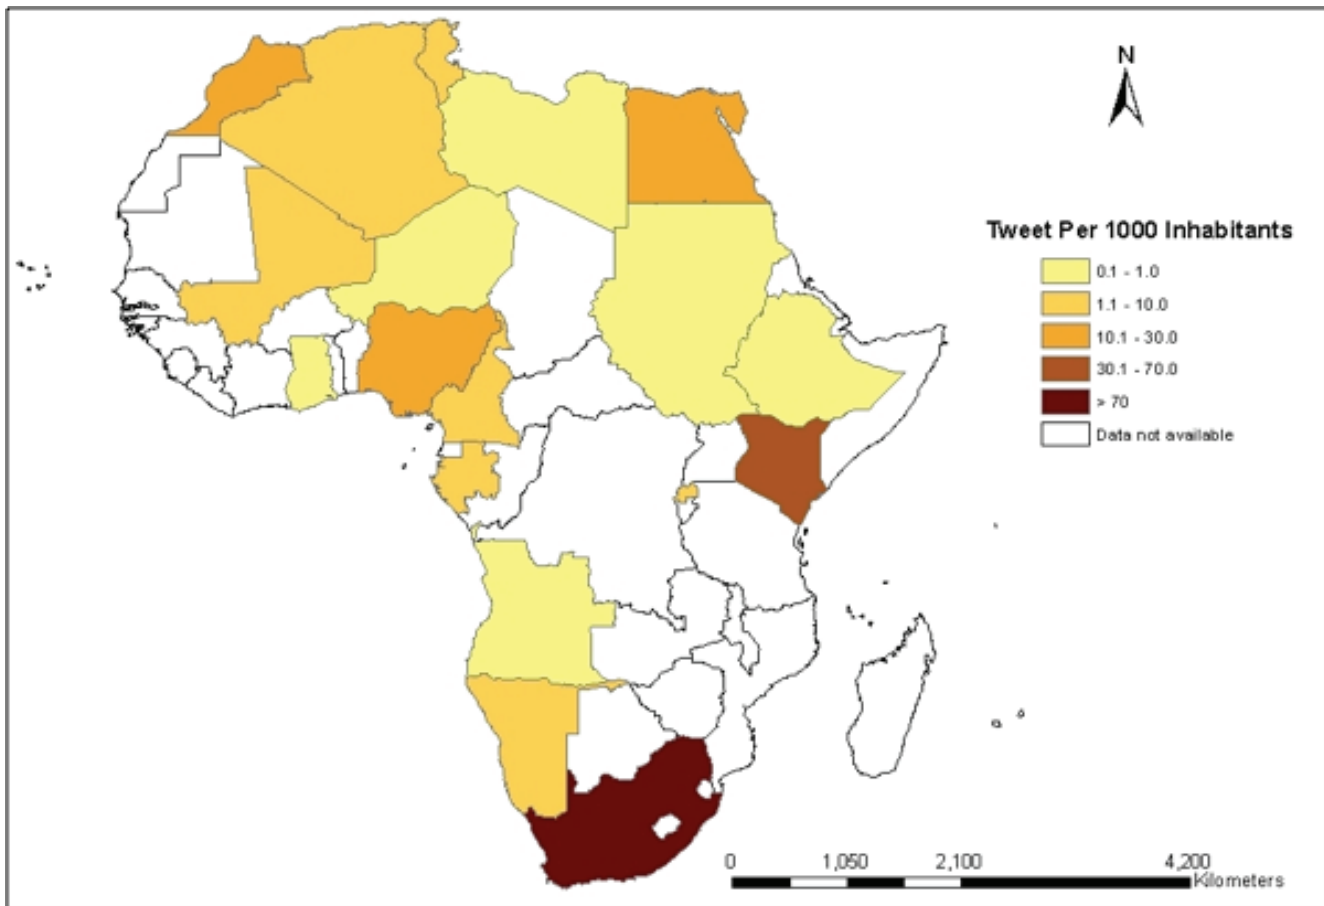 N
Tweet Per 1000 Inhabitants
0.1 - 1.0
1.1 - 10.0
10.1 - 30.0
30.1 - 70.0
> 70
Data not available
0 1,050 2,100 4,200
Kilometers